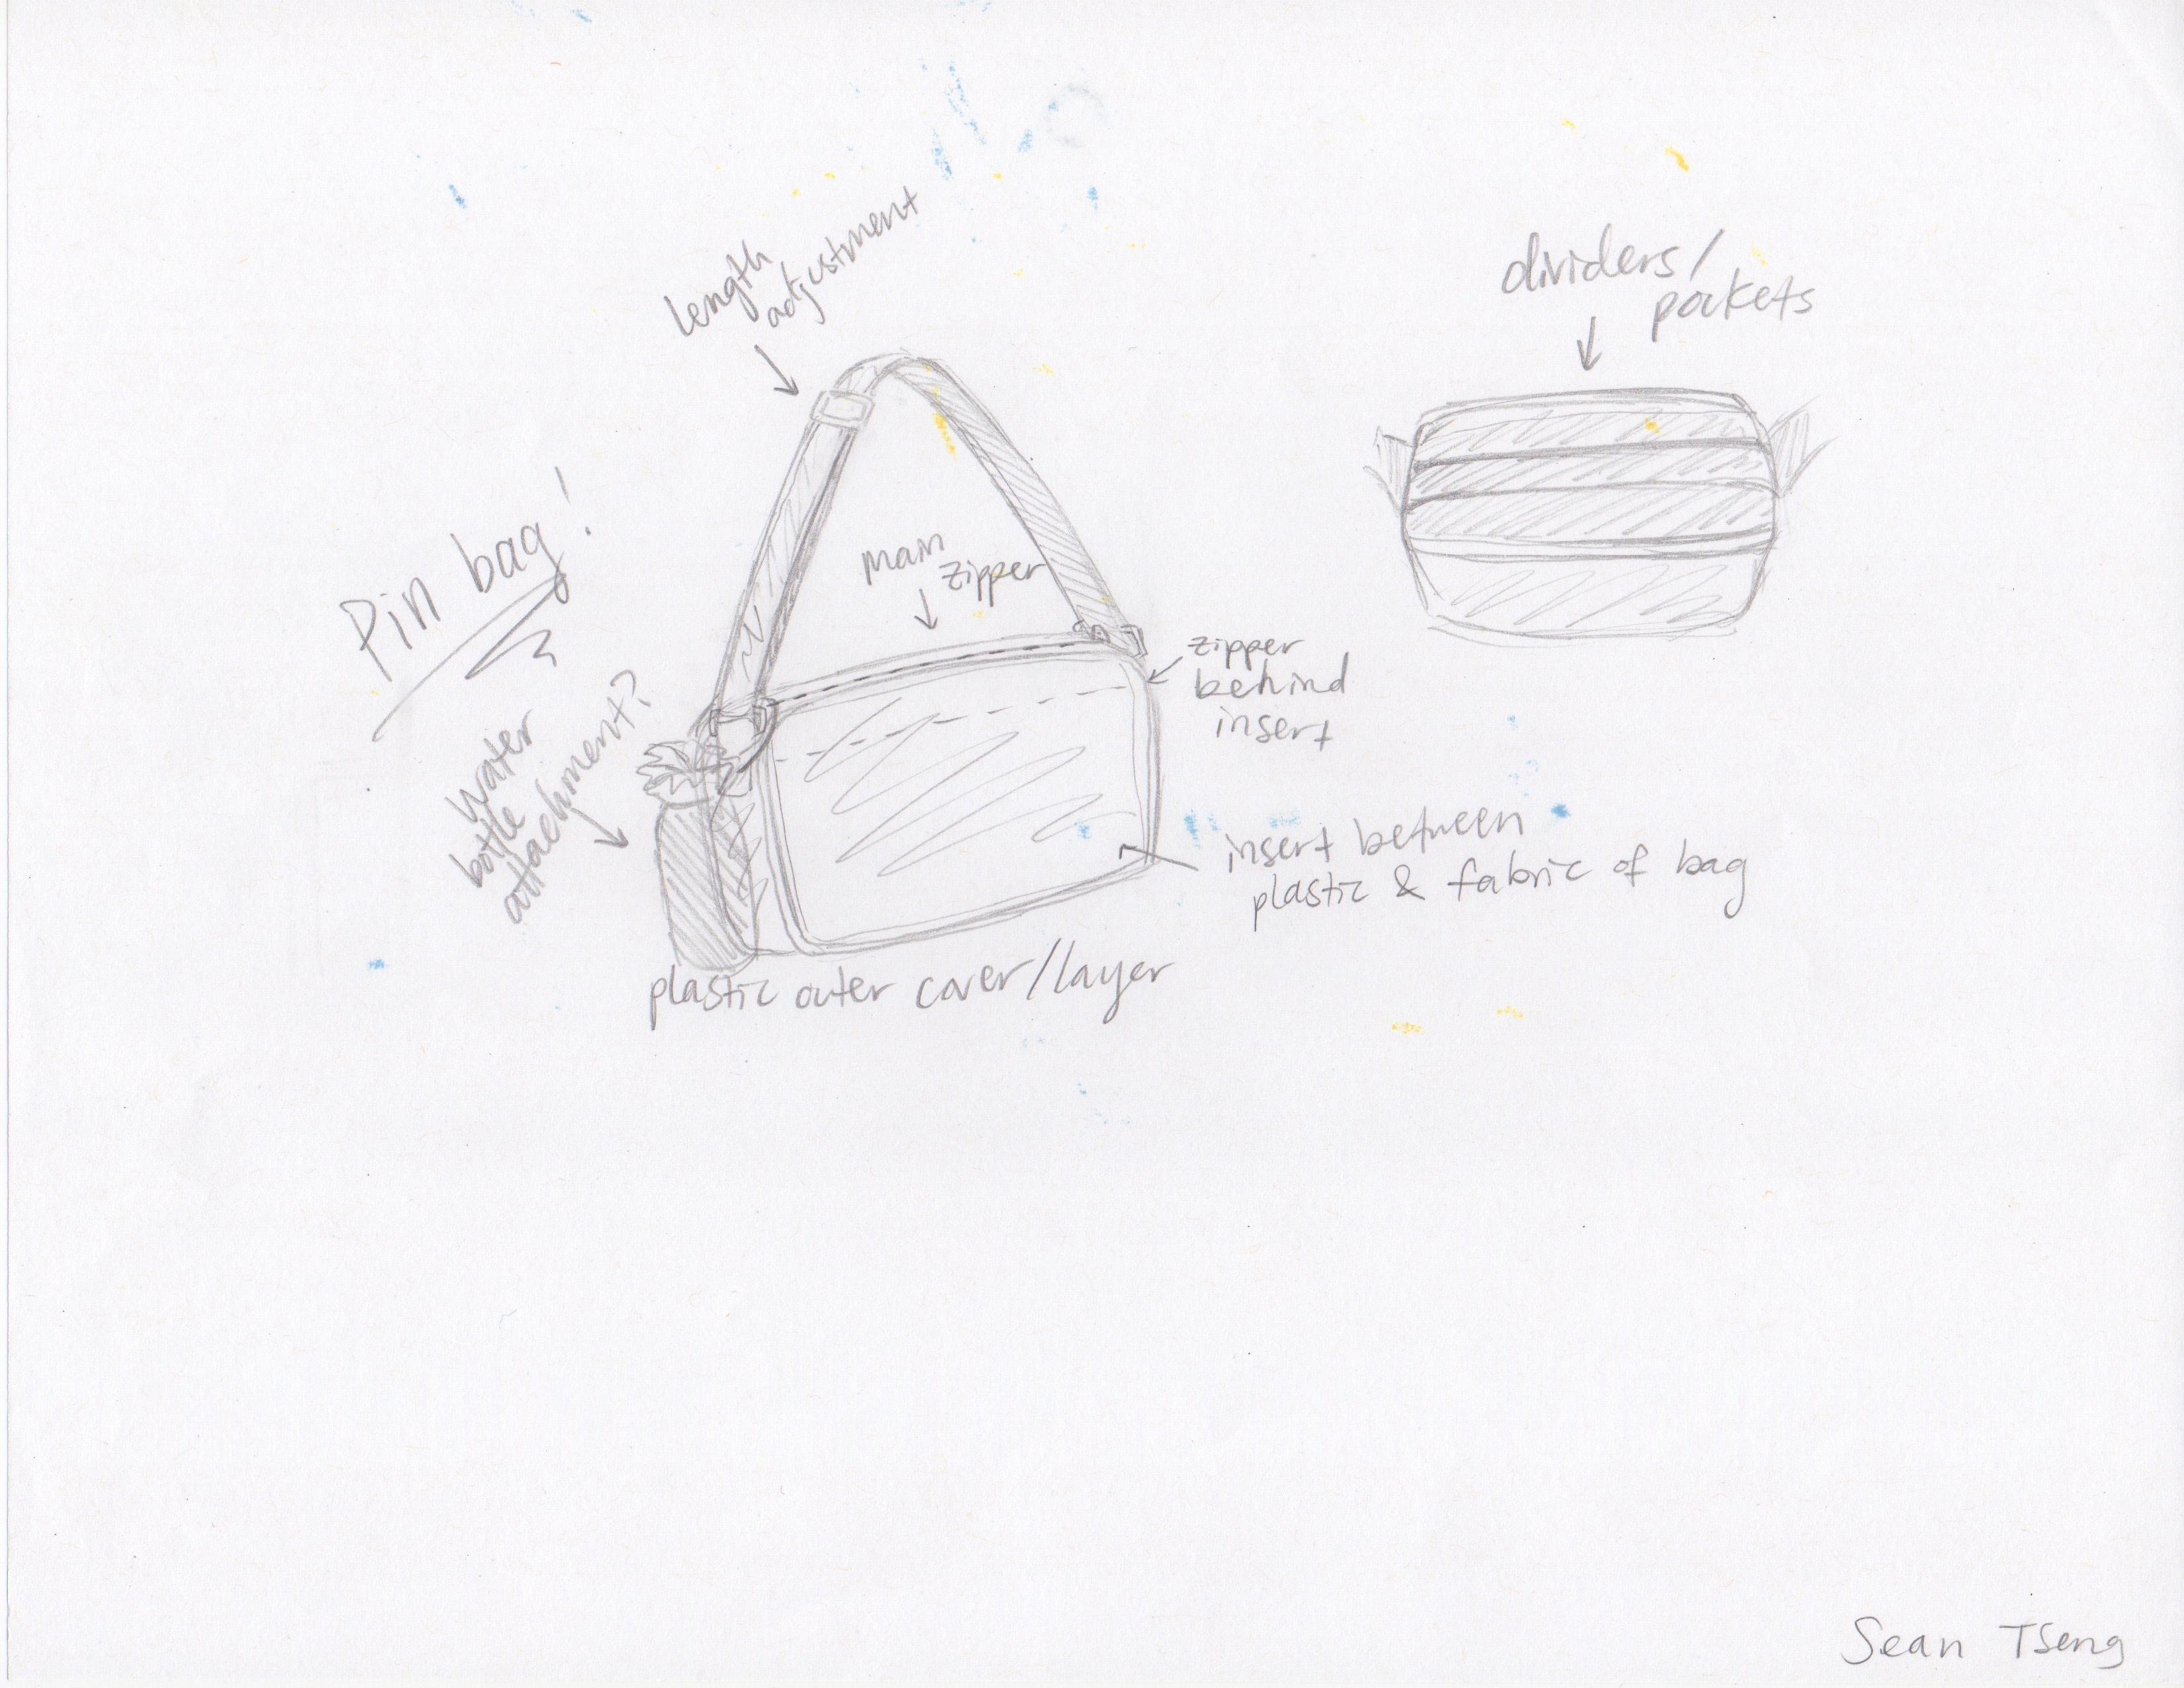 Pin bag!
length
adjustment
main
zipper
zipper
behind
insert
water
bottle
attachment?
insert between
plastic & fabric of bag
plastic outer cover/layer
dividers/
pockets
Sean Tseng